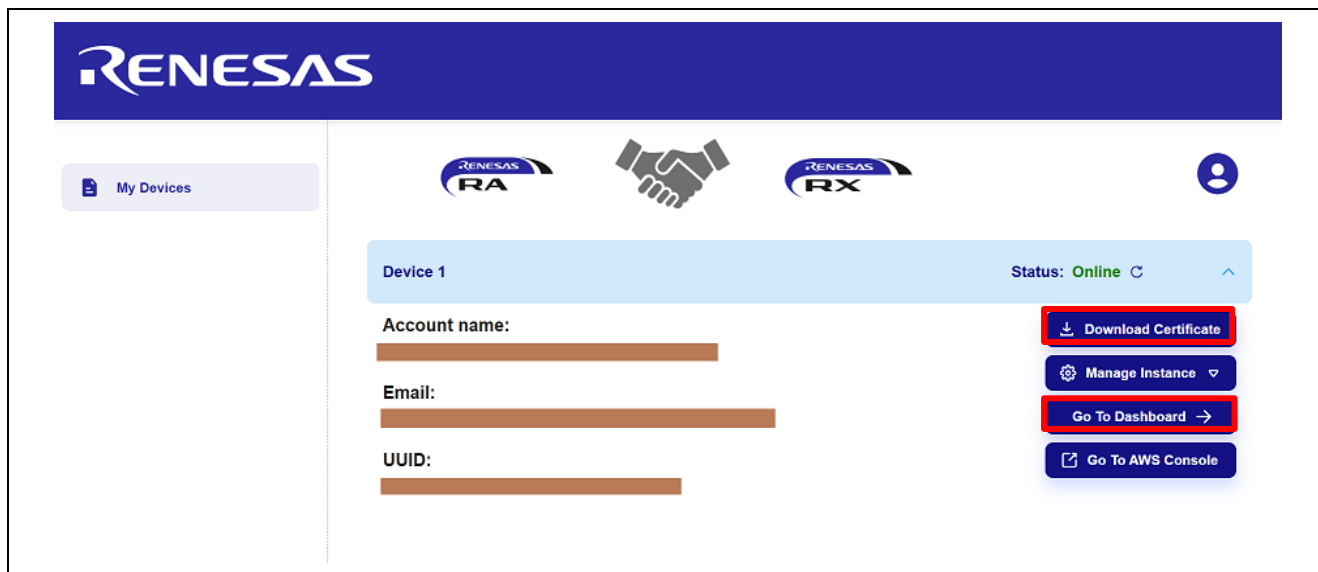 RENESAS
My Devices
RENESAS
RA
RENESAS
RX
Device 1
Status: Online
Account name:
Download Certificate
Manage Instance
Email:
Go To Dashboard
UUID:
Go To AWS Console